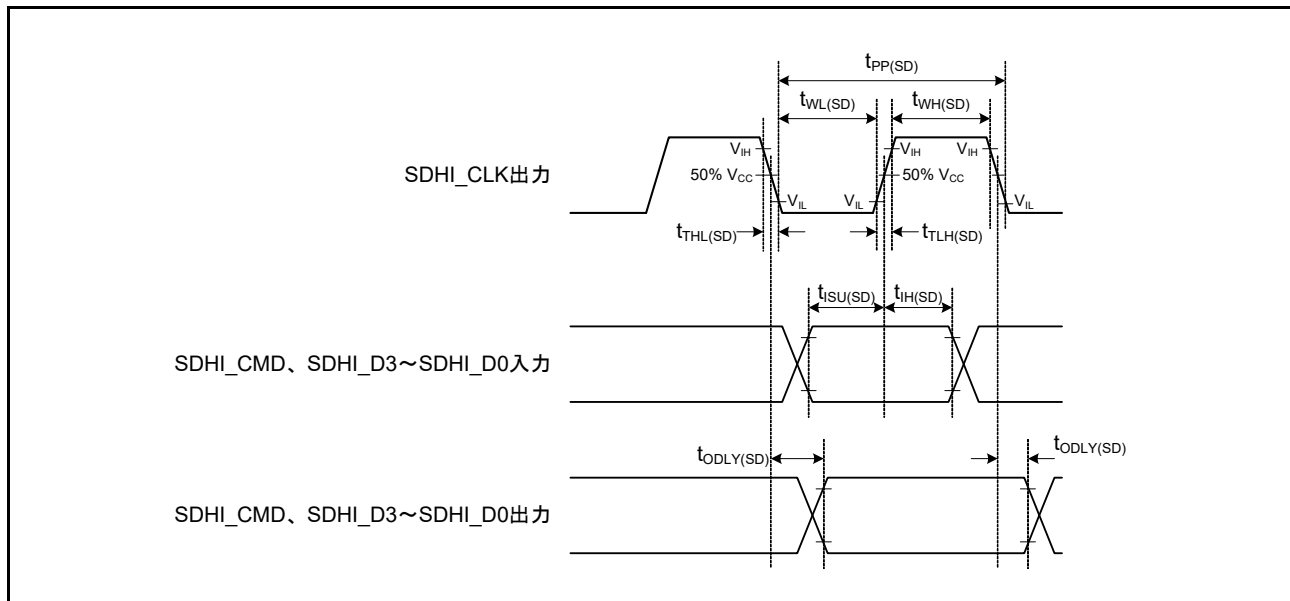 tPP(SD)
tWL(SD) tWH(SD)
SDHI_CLK出力
VIH VIH VIH
50% VCC 50% VCC
VIL VIL VIL
tTHL(SD) tTLH(SD)
tISU(SD) tIH(SD)
SDHI_CMD、SDHI_D3～SDHI_D0入力
tODLY(SD) tODLY(SD)
SDHI_CMD、SDHI_D3～SDHI_D0出力